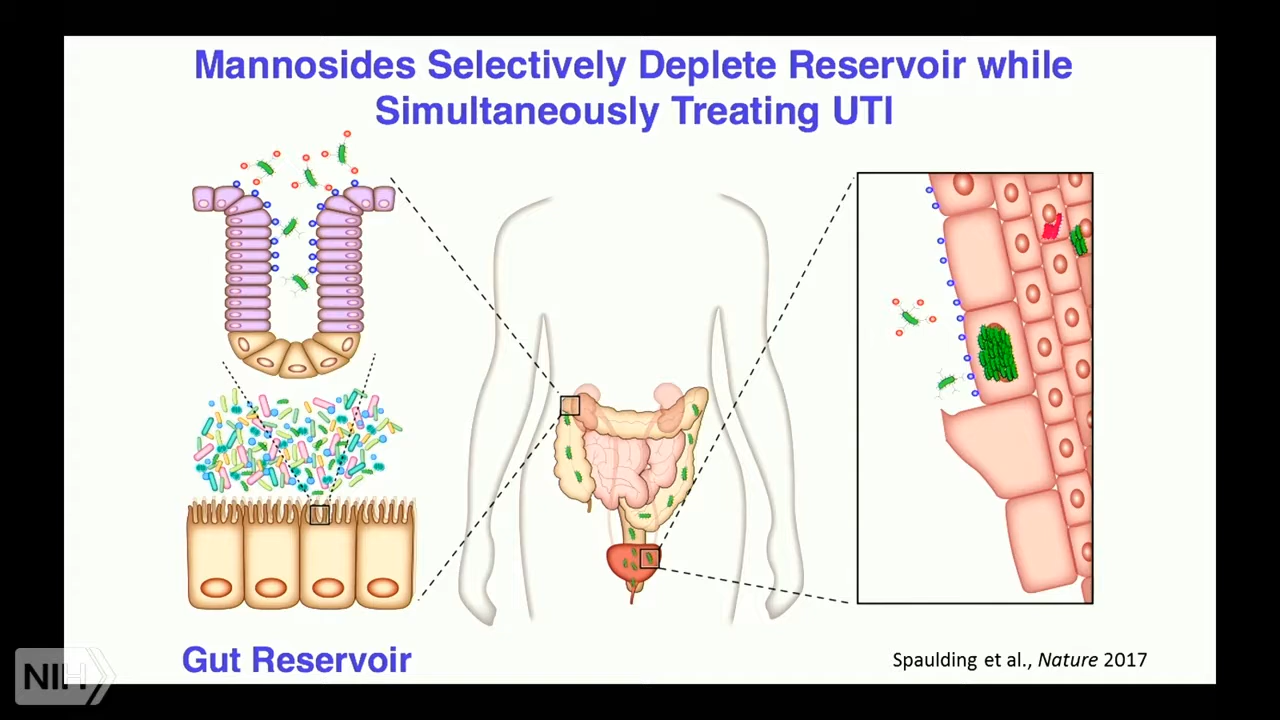 Mannosides Selectively Deplete Reservoir while
Simultaneously Treating UTI
Gut Reservoir
Spaulding et al., Nature 2017
NIH